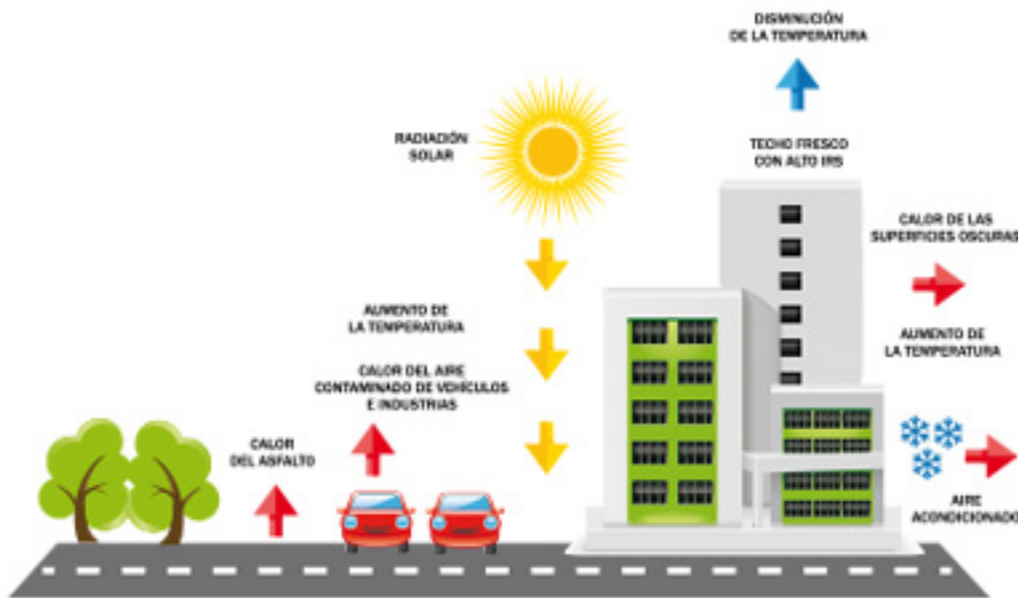 DISMINUCIÓN
DE LA TEMPERATURA
RADIACIÓN
SOLAR
TECHO FRESCO
CON ALTO IRS
CALOR DE LAS
SUPERFICIES OSCURAS
AUMENTO DE
LA TEMPERATURA
AUMENTO DE
LA TEMPERATURA
CALOR DEL AIRE
CONTAMINADO DE VEHÍCULOS
E INDUSTRIAS
CALOR
DEL ASFALTO
AIRE
ACONDICIONADO